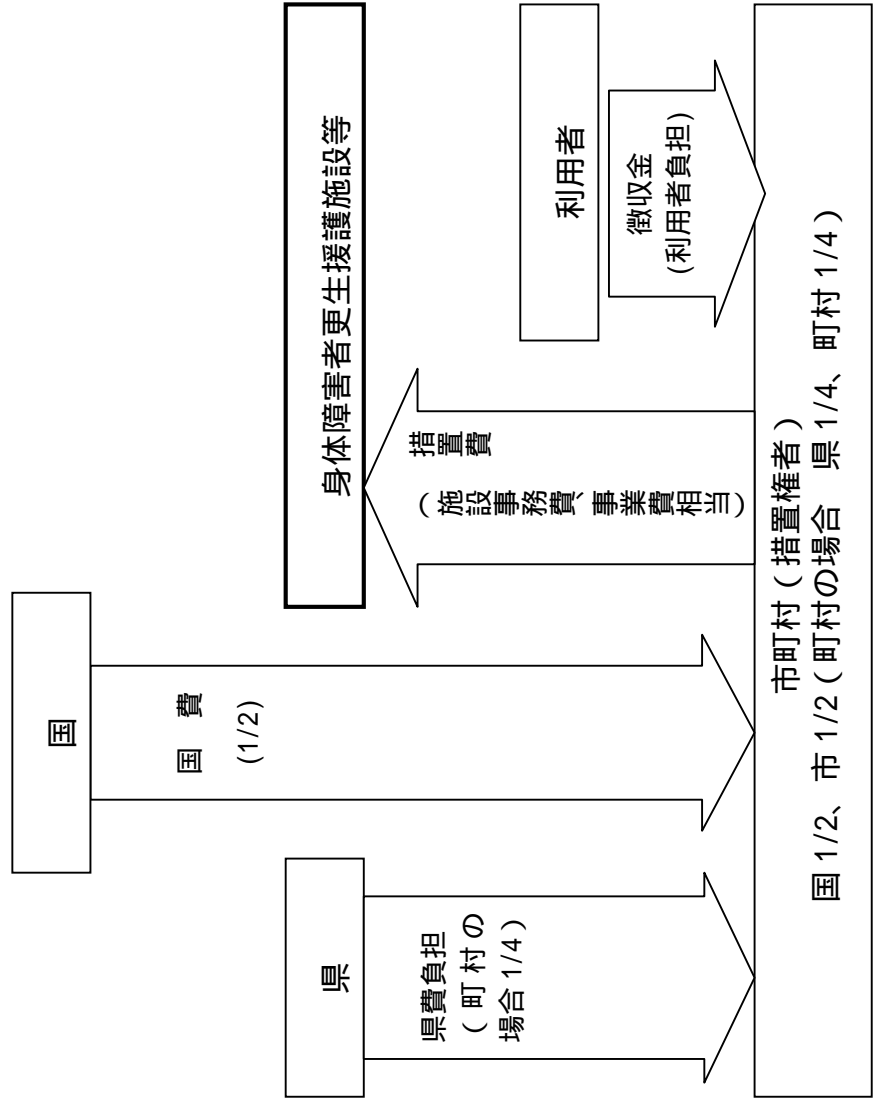 国
国　費
(1/2)
県
県費負担
（ 町 村 の
場合 1/4）
身体障害者更生援護施設等
措置費
（施設事務費、事業費相当）
利用者
徴収金
(利用者負担)
市町村（措置権者）
国 1/2、市 1/2（町村の場合　県 1/4、町村 1/4）